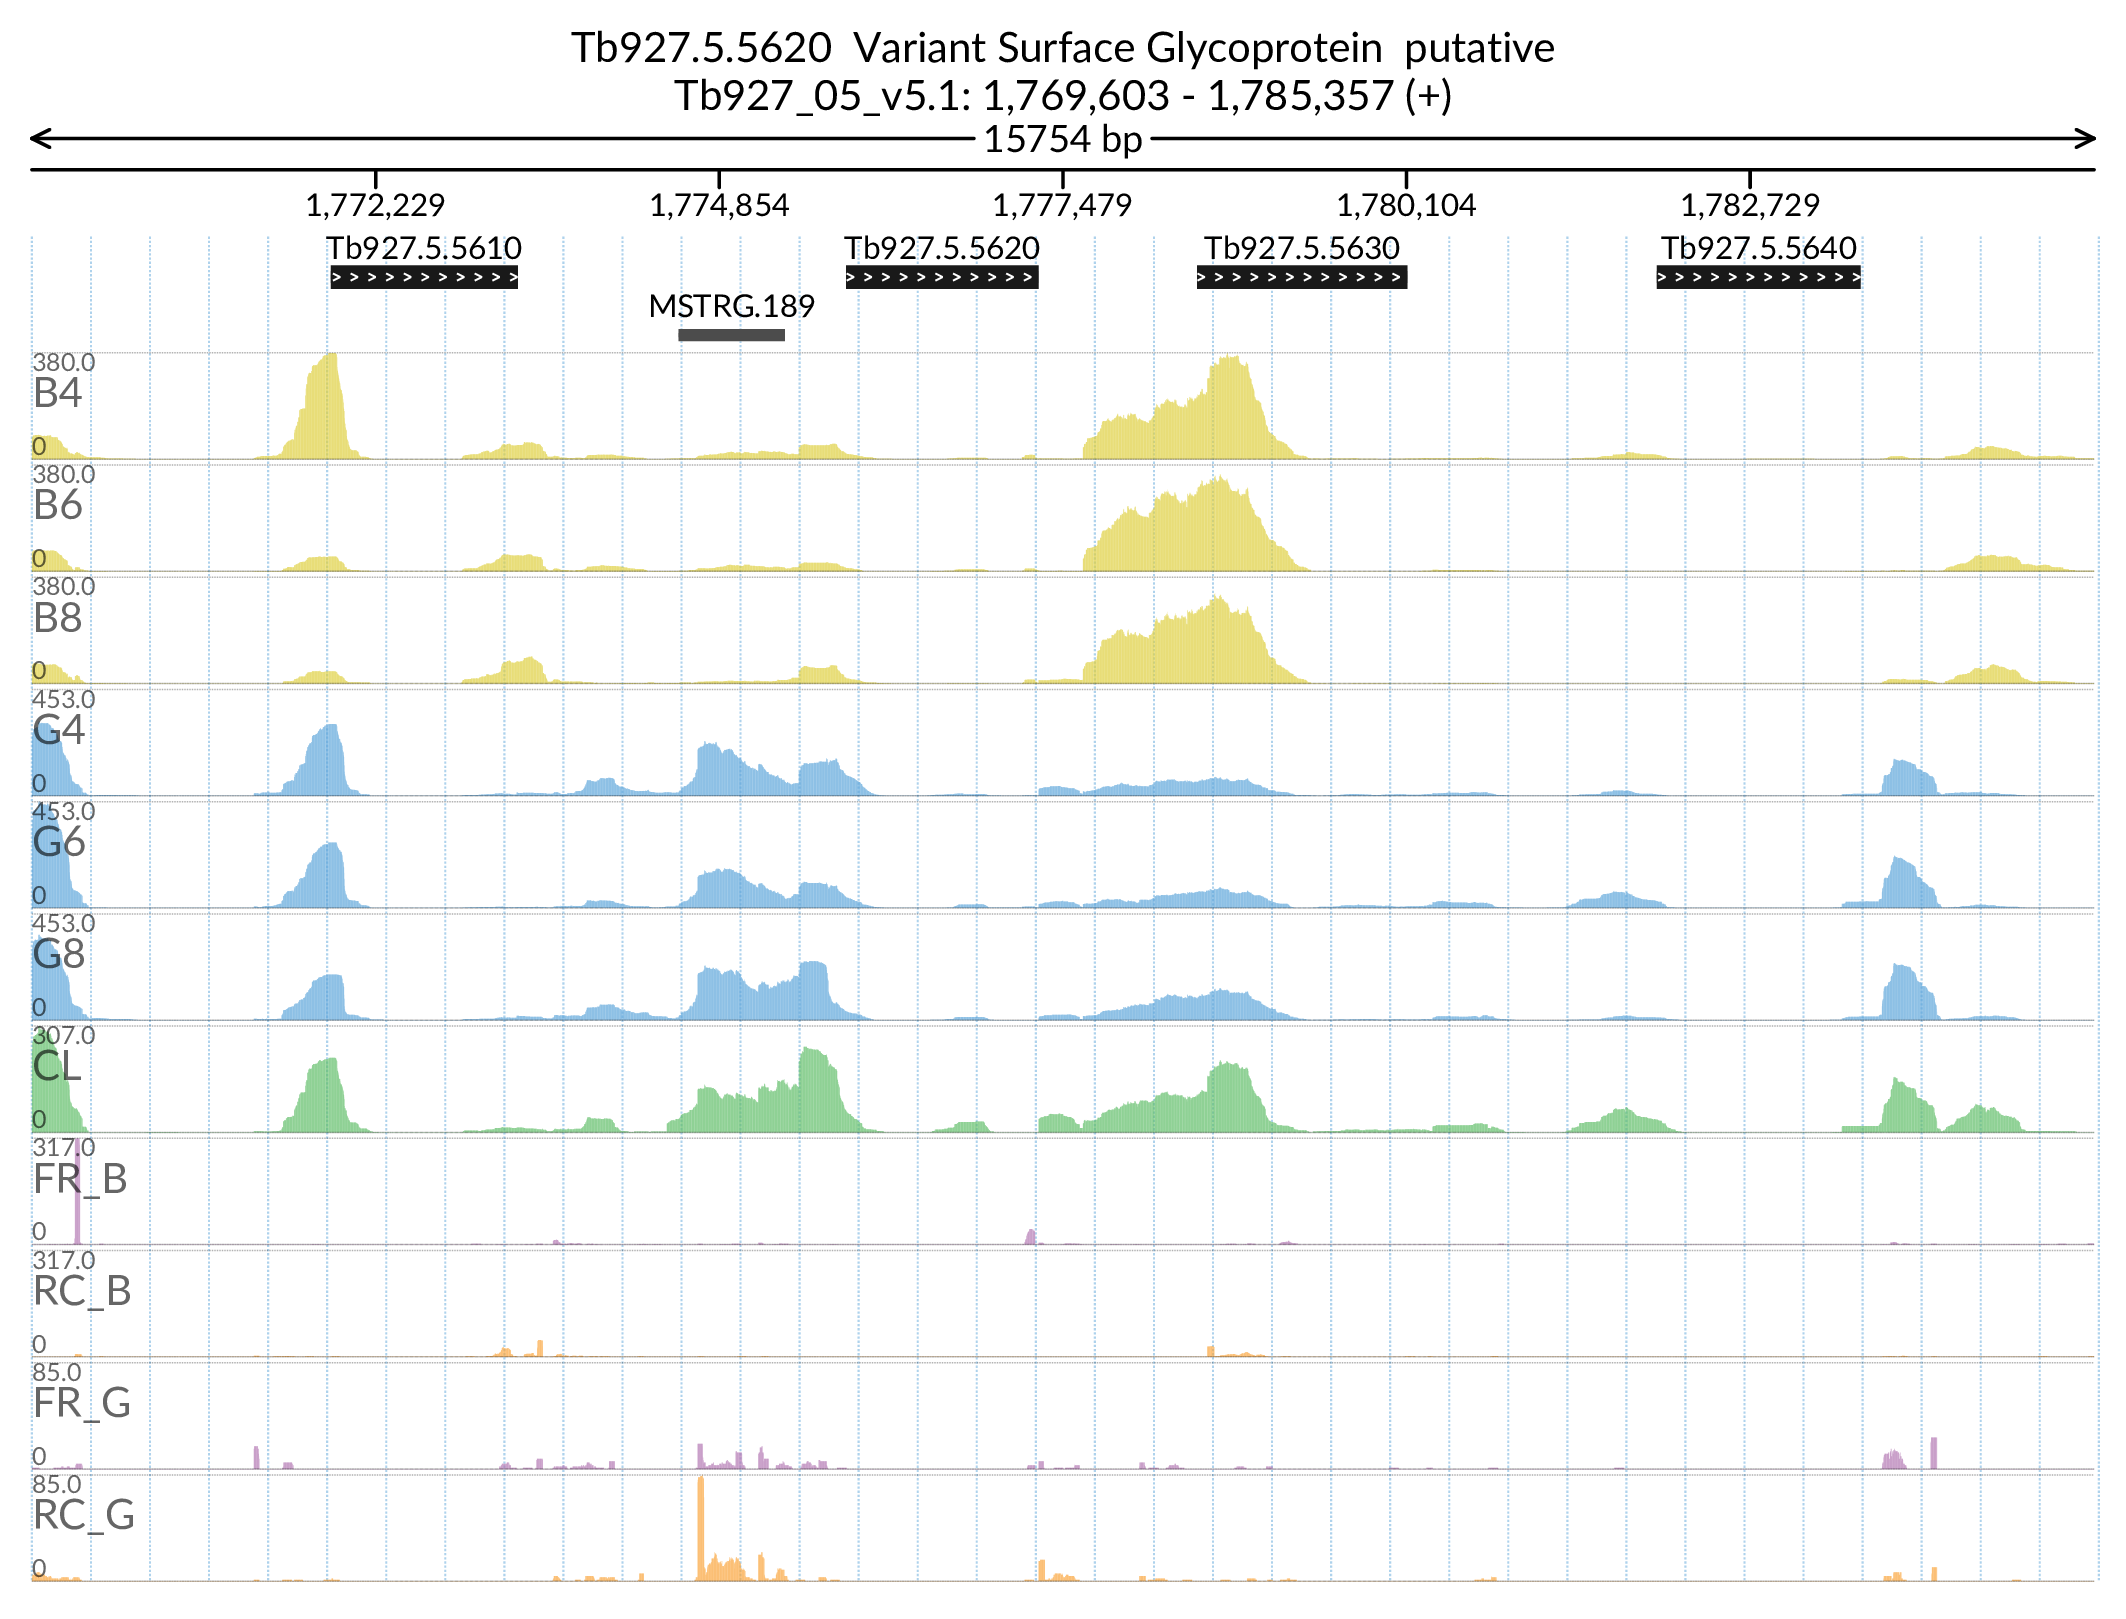 Tb927.5.5620  Variant Surface Glycoprotein  putative
Tb927_05_v5.1: 1,769,603 - 1,785,357 (+)
15754 bp
1,772,229 1,774,854 1,777,479 1,780,104 1,782,729
Tb927.5.5610 Tb927.5.5620 Tb927.5.5630 Tb927.5.5640
MSTRG.189
380.0
B4
0
380.0
B6
0
380.0
B8
0
453.0
G4
0
453.0
G6
0
453.0
G8
0
307.0
CL
0
317.0
FR_B
0
317.0
RC_B
0
85.0
FR_G
0
85.0
RC_G
0